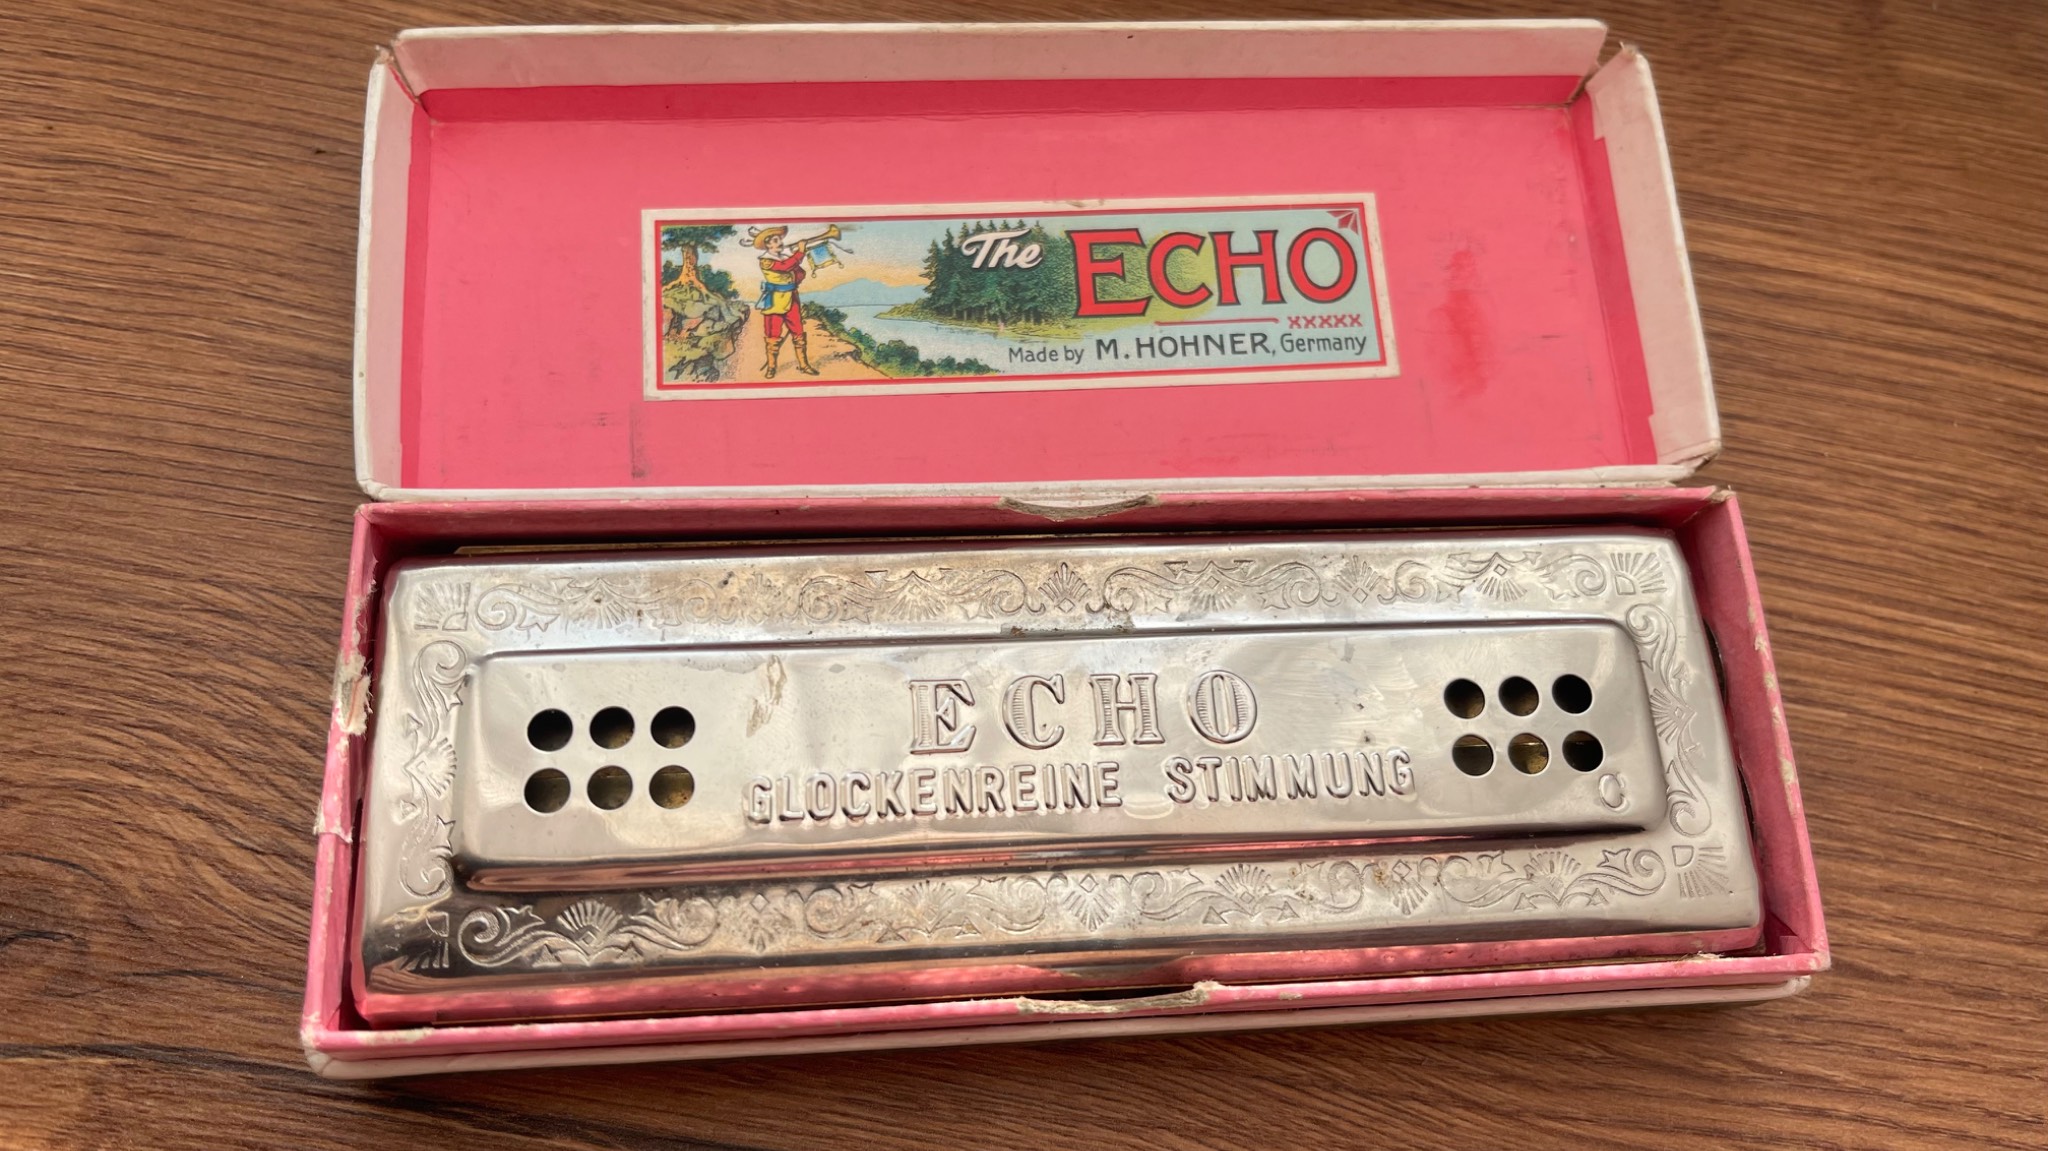 The ECHO
xxxxx
Made by M. HOHNER, Germany
ECHO
GLOCKENREINE STIMMUNG
C